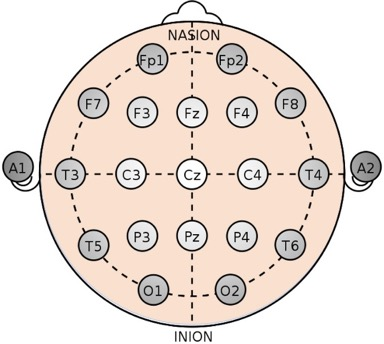 NASION
Fp1 Fp2
F7 F3 Fz F4 F8
A1 T3 C3 Cz C4 T4 A2
T5 P3 Pz P4 T6
O1 O2
INION